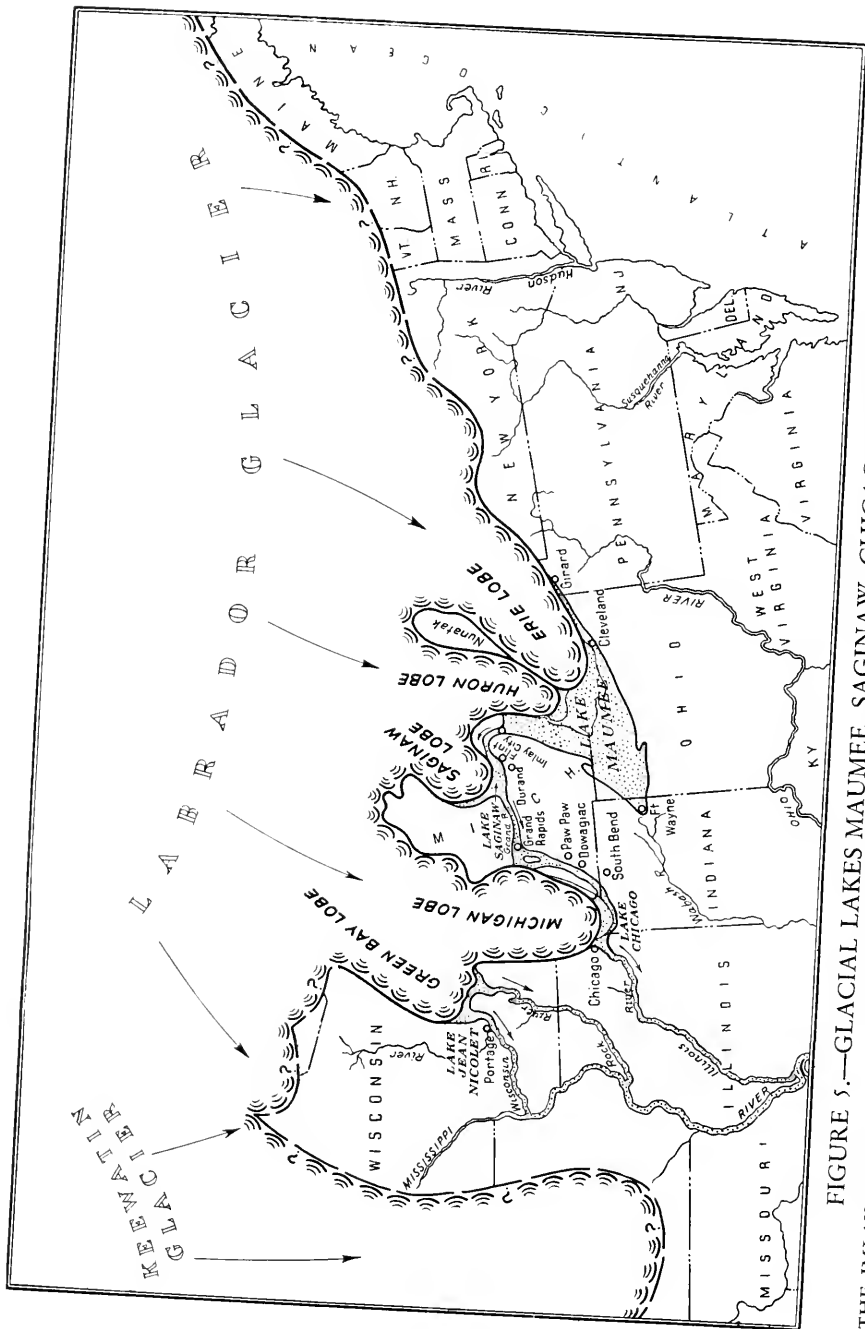 LABRADOR GLACIER
KEEWATIN
GLACIER
?
?
?
?
?
?
?
?
?
MAINE
ATLANTIC OCEAN
VT.
N.H.
MASS
R.I.
CONN
NEW YORK
Hudson
River
NJ
PENNSYLVANIA
Susquehanna
River
DEL.
MARYLAND
VIRGINIA
WEST
VIRGINIA
OHIO
RIVER
KY
OHIO
Girard
Cleveland
ERIE LOBE
Nunatak
HURON LOBE
SAGINAW
LOBE
MICHIGAN LOBE
GREEN BAY LOBE
LAKE
MAUMEE
Imlay City
Flint
Durand
LAKE
SAGINAW
Grand R.
Grand
Rapids
MICH
Paw Paw
Dowagiac
South Bend
Ft.
Wayne
Wabash R.
INDIANA
LAKE
CHICAGO
Chicago
River
Illinois
ILLINOIS
RIVER
WISCONSIN
River
LAKE
JEAN
NICOLET
Portage
Wisconsin
River
Rock
MISSISSIPPI
MISSOURI
FIGURE 5.—GLACIAL LAKES MAUMEE, SAGINAW, CHICAGO